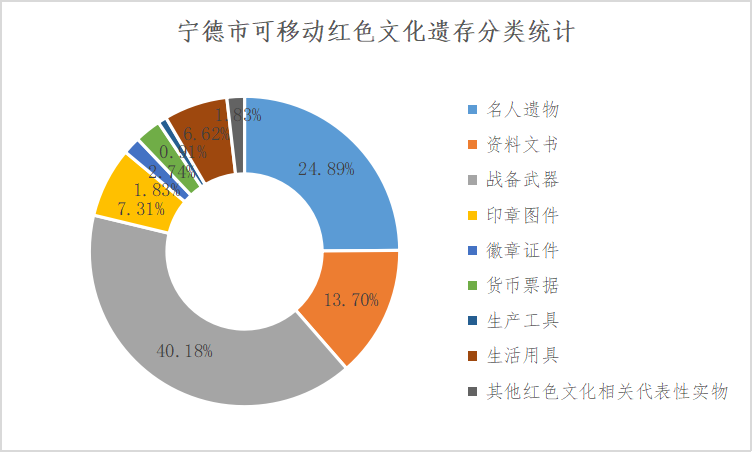 宁德市可移动红色文化遗存分类统计
1.83%
6.62%
0.91%
2.74%
1.83%
7.31%
24.89%
13.70%
40.18%
名人遗物
资料文书
战备武器
印章图件
徽章证件
货币票据
生产工具
生活用具
其他红色文化相关代表性实物